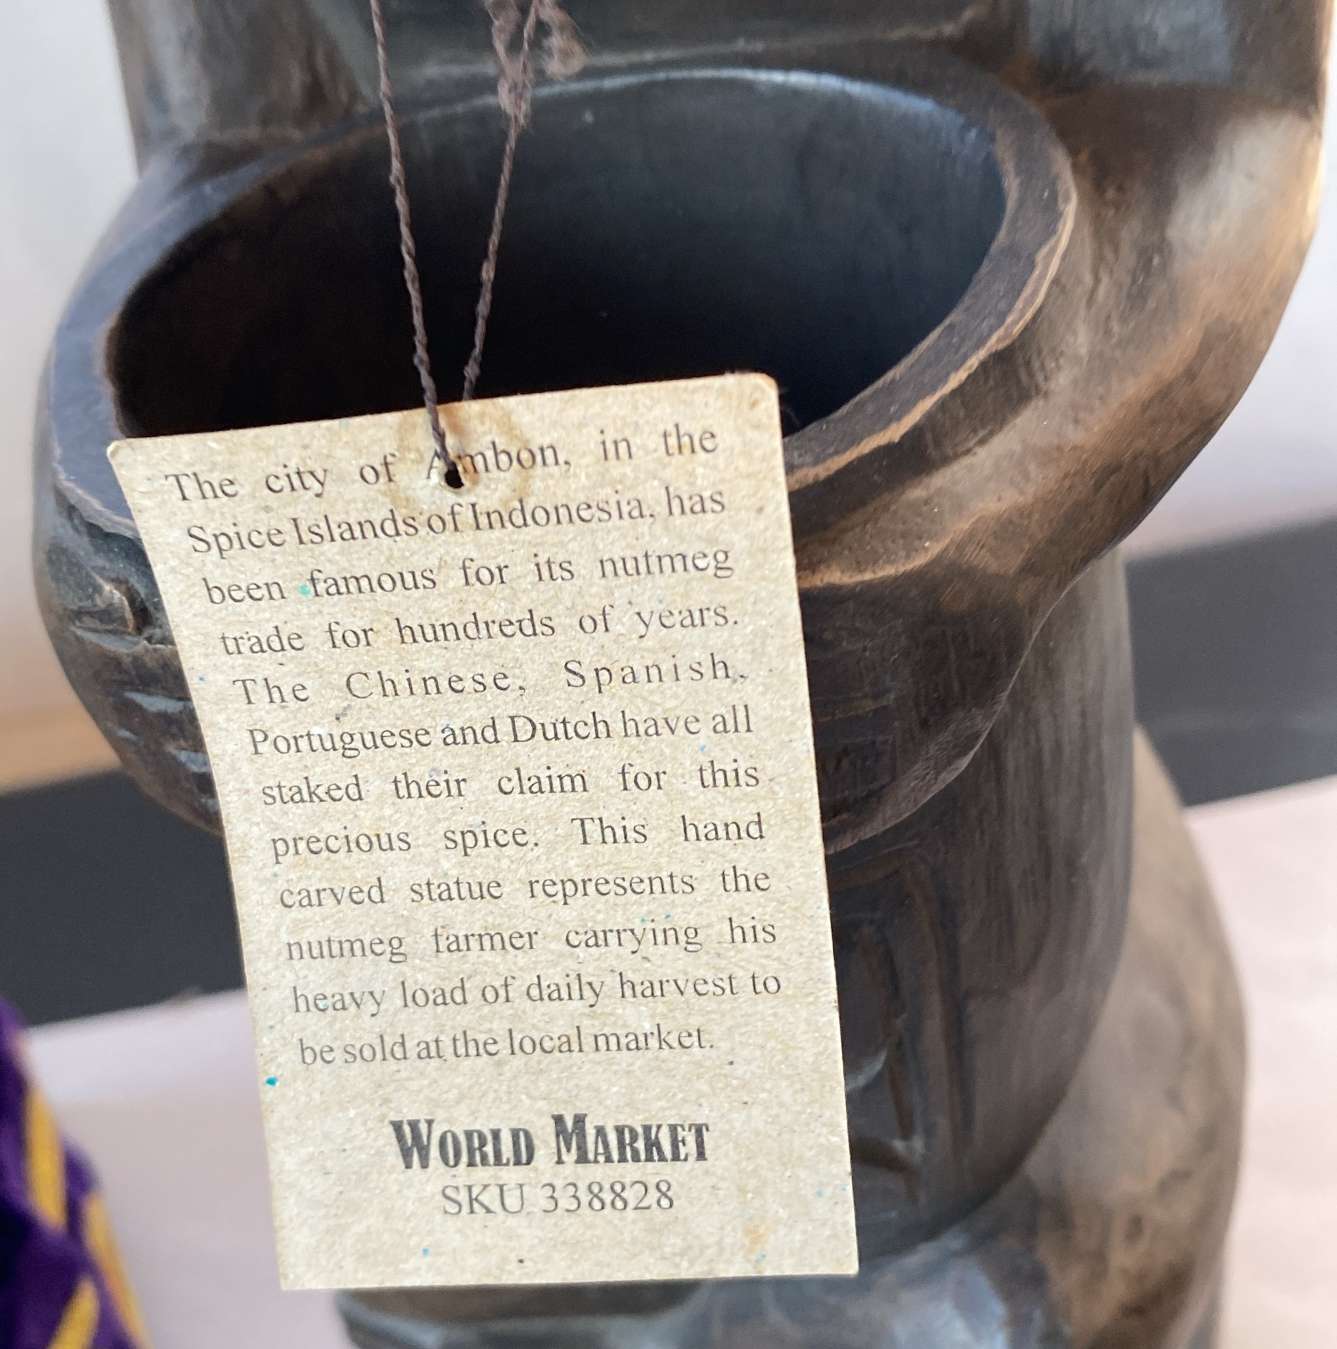 The city of Ambon, in the
Spice Islands of Indonesia, has
been famous for its nutmeg
trade for hundreds of years.
The Chinese, Spanish,
Portuguese and Dutch have all
staked their claim for this
precious spice. This hand
carved statue represents the
nutmeg farmer carrying his
heavy load of daily harvest to
be sold at the local market.
WORLD MARKET
SKU 338828